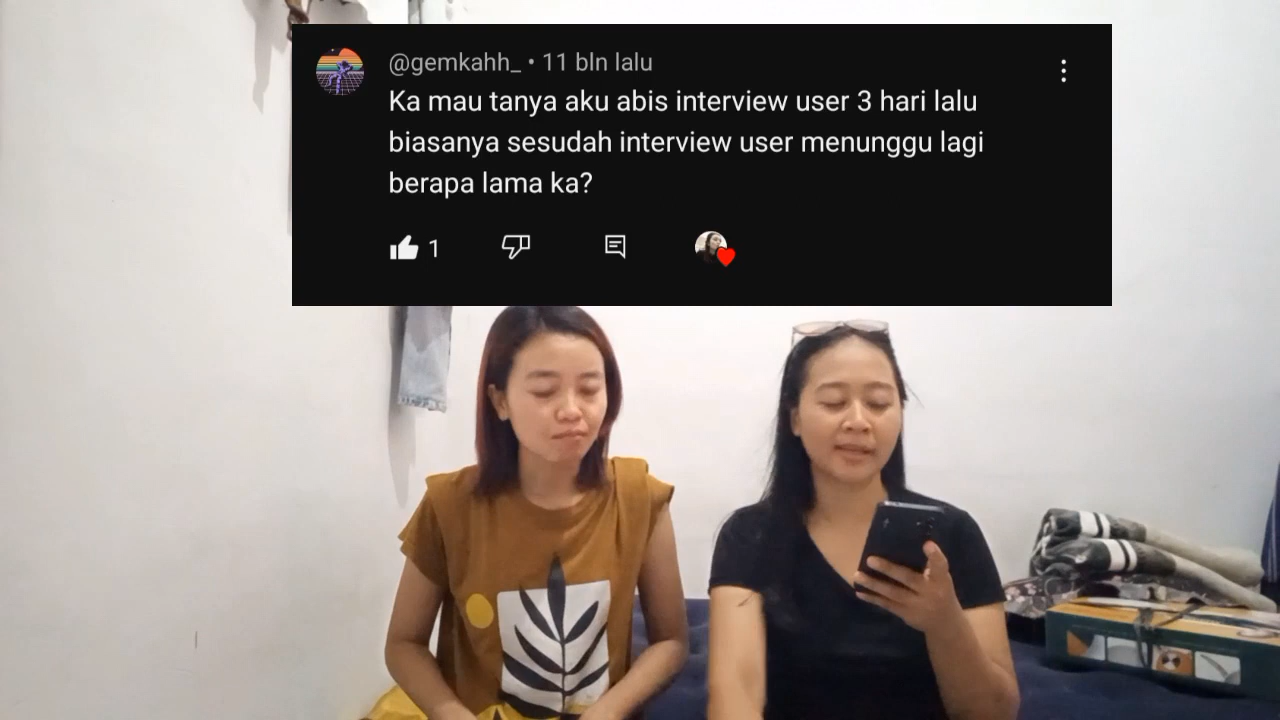 @gemkahh_ • 11 bln lalu
Ka mau tanya aku abis interview user 3 hari lalu
biasanya sesudah interview user menunggu lagi
berapa lama ka?
1